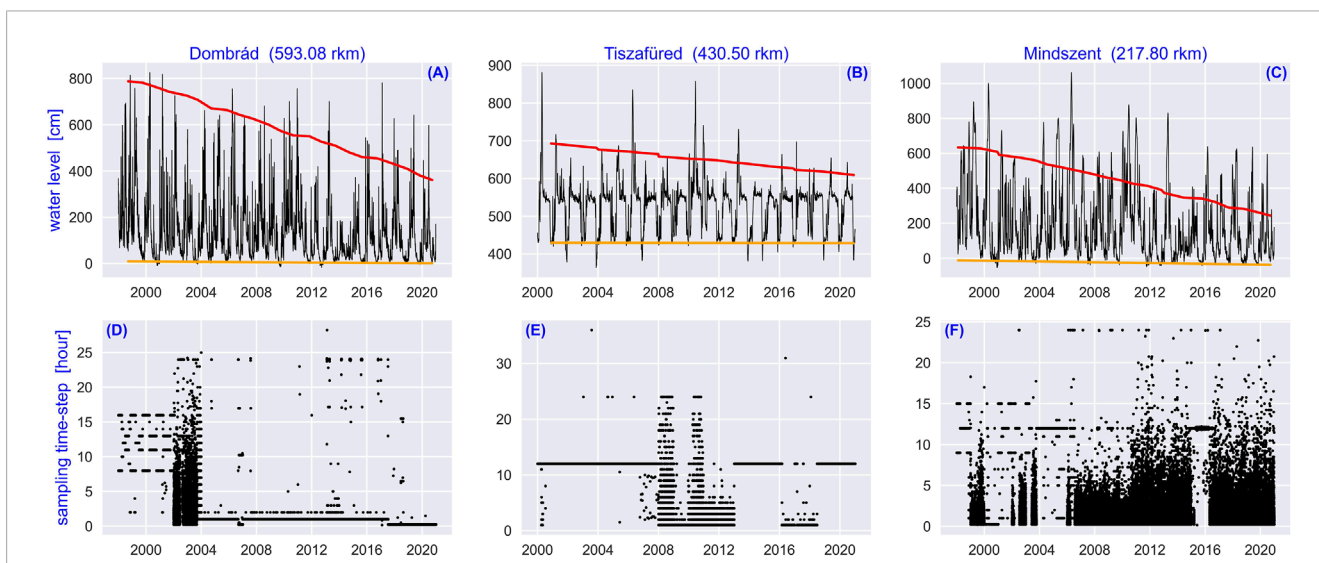 Dombrád (593.08 rkm)
Tiszafüred (430.50 rkm)
Mindszent (217.80 rkm)
water level [cm]
(A)
800
600
400
200
0
2000 2004 2008 2012 2016 2020
(B)
900
800
700
600
500
400
2000 2004 2008 2012 2016 2020
(C)
1000
800
600
400
200
0
2000 2004 2008 2012 2016 2020
sampling time-step [hour]
(D)
25
20
15
10
5
0
2000 2004 2008 2012 2016 2020
(E)
30
20
10
0
2000 2004 2008 2012 2016 2020
(F)
25
20
15
10
5
0
2000 2004 2008 2012 2016 2020